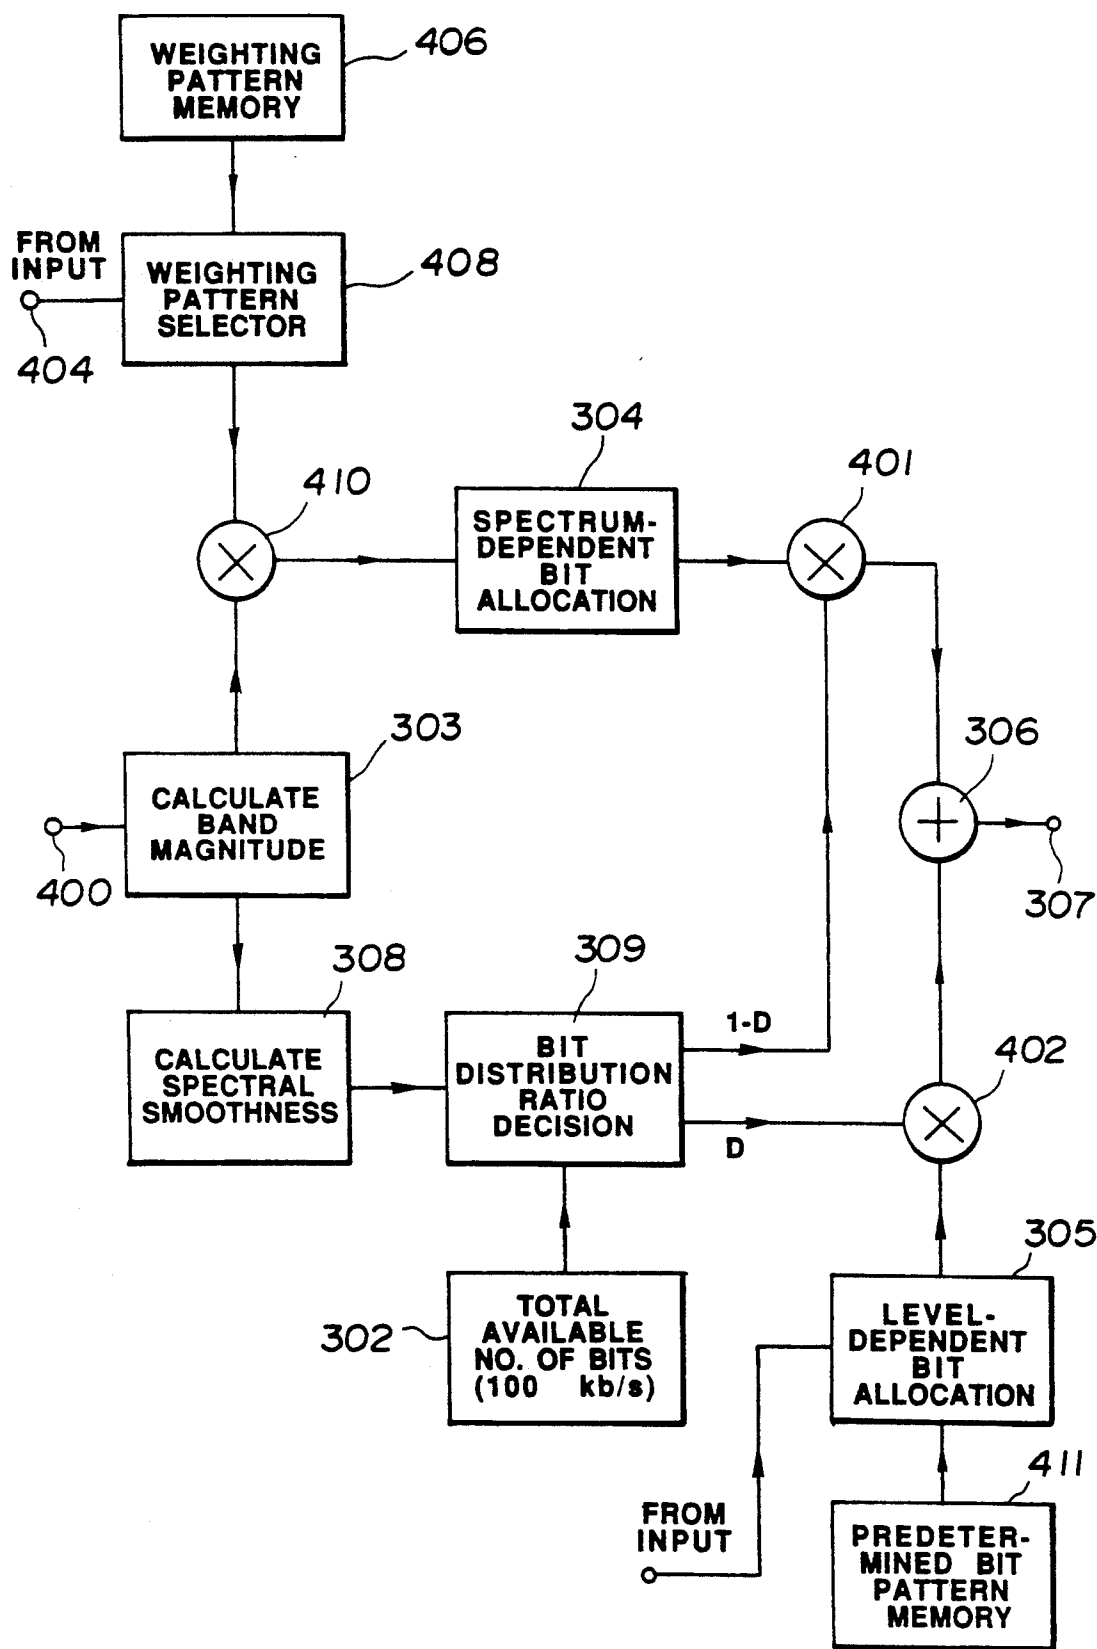 WEIGHTING
PATTERN
MEMORY
406
FROM
INPUT
404
WEIGHTING
PATTERN
SELECTOR
408
410
304
SPECTRUM-
DEPENDENT
BIT
ALLOCATION
401
303
CALCULATE
BAND
MAGNITUDE
400
306
307
308
CALCULATE
SPECTRAL
SMOOTHNESS
309
BIT
DISTRIBUTION
RATIO
DECISION
1-D
D
402
302
TOTAL
AVAILABLE
NO. OF BITS
(100 kb/s)
305
LEVEL-
DEPENDENT
BIT
ALLOCATION
FROM
INPUT
411
PREDETER-
MINED BIT
PATTERN
MEMORY